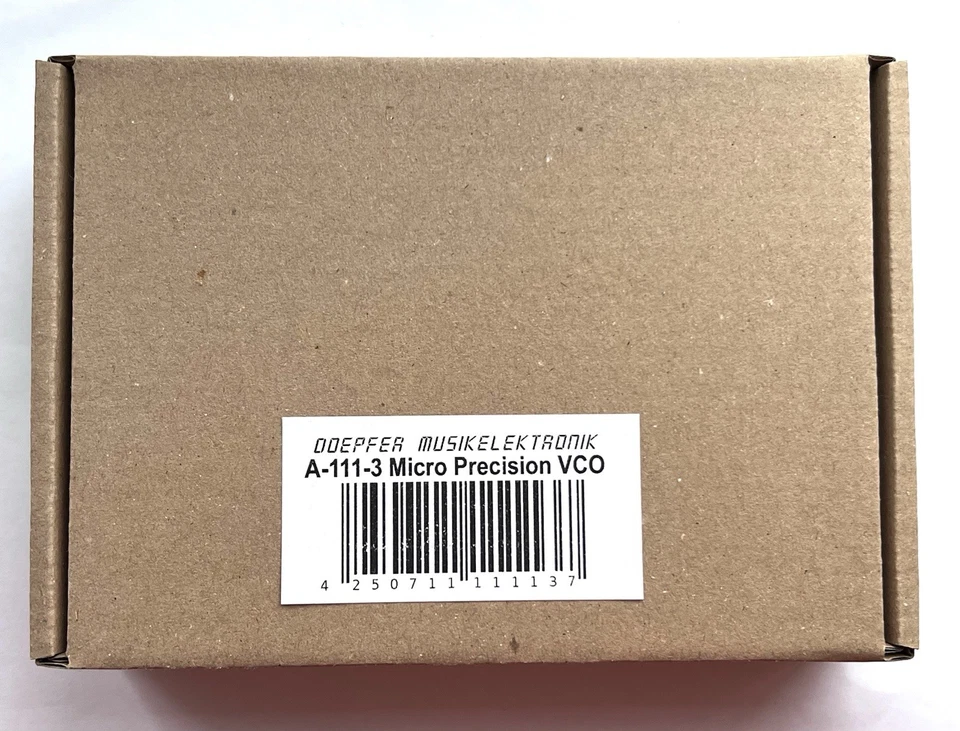 DOEPFER MUSIKELEKTRONIK
A-111-3 Micro Precision VCO
4 250711 111137